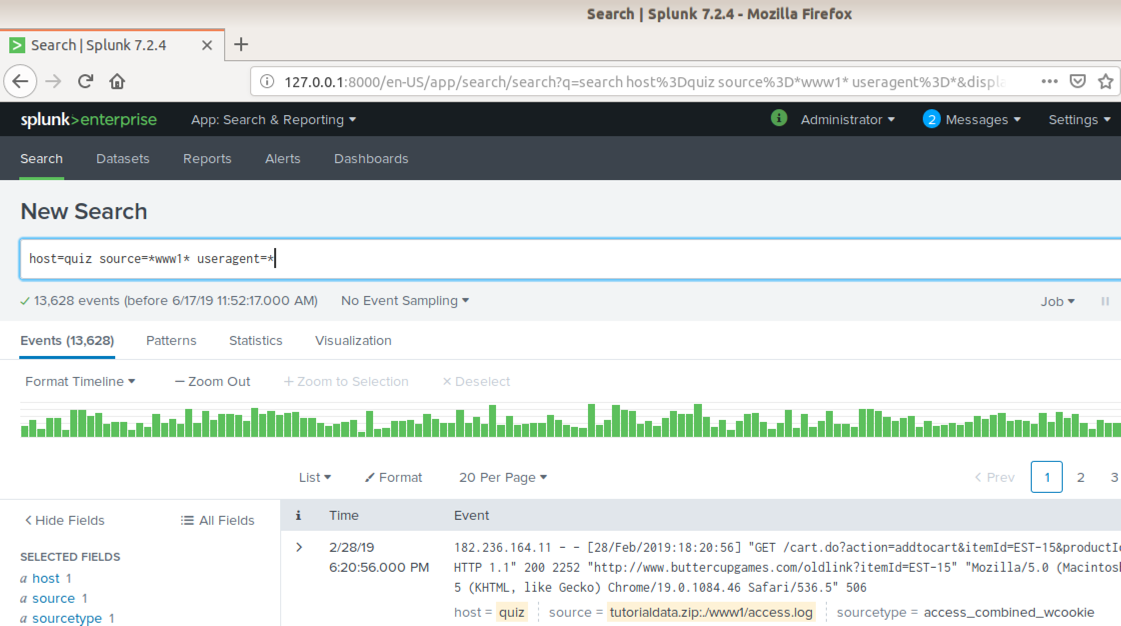 Search | Splunk 7.2.4 - Mozilla Firefox
Search | Splunk 7.2.4
127.0.0.1:8000/en-US/app/search/search?q=search host%3Dquiz source%3D*www1* useragent%3D*&displa
splunk>enterprise App: Search & Reporting i Administrator 2 Messages Settings
Search Datasets Reports Alerts Dashboards
New Search
host=quiz source=*www1* useragent=*
✓ 13,628 events (before 6/17/19 11:52:17.000 AM) No Event Sampling Job
Events (13,628) Patterns Statistics Visualization
Format Timeline — Zoom Out + Zoom to Selection × Deselect
List Format 20 Per Page < Prev 1 2 3
< Hide Fields All Fields i Time Event
SELECTED FIELDS
a host 1
a source 1
a sourcetype 1
> 2/28/19
6:20:56.000 PM
182.236.164.11 - - [28/Feb/2019:18:20:56] "GET /cart.do?action=addtocart&itemId=EST-15&productId
HTTP 1.1" 200 2252 "http://www.buttercupgames.com/oldlink?itemId=EST-15" "Mozilla/5.0 (Macintosh
5 (KHTML, like Gecko) Chrome/19.0.1084.46 Safari/536.5" 506
host = quiz source = tutorialdata.zip:./www1/access.log sourcetype = access_combined_wcookie